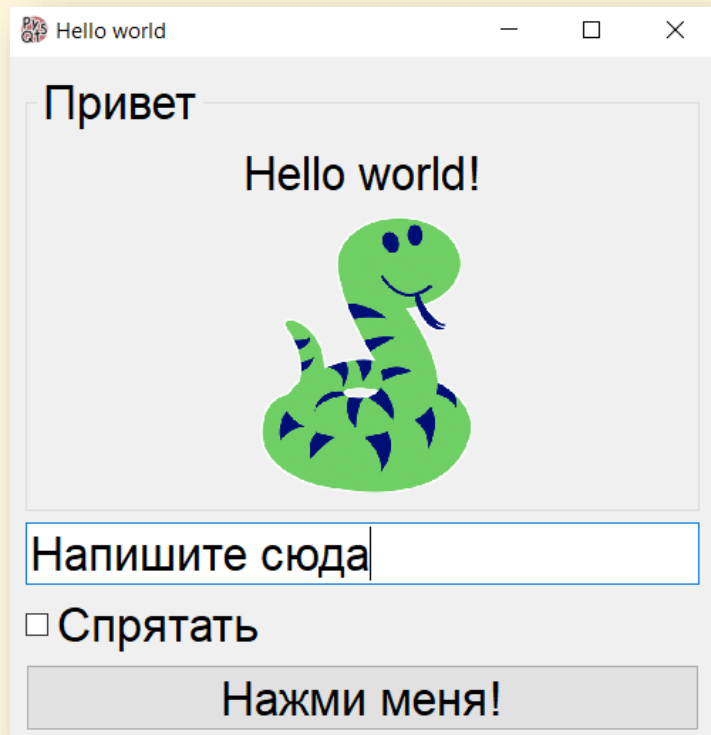 Hello world
Привет
Hello world!
Напишите сюда
Спрятать
Нажми меня!